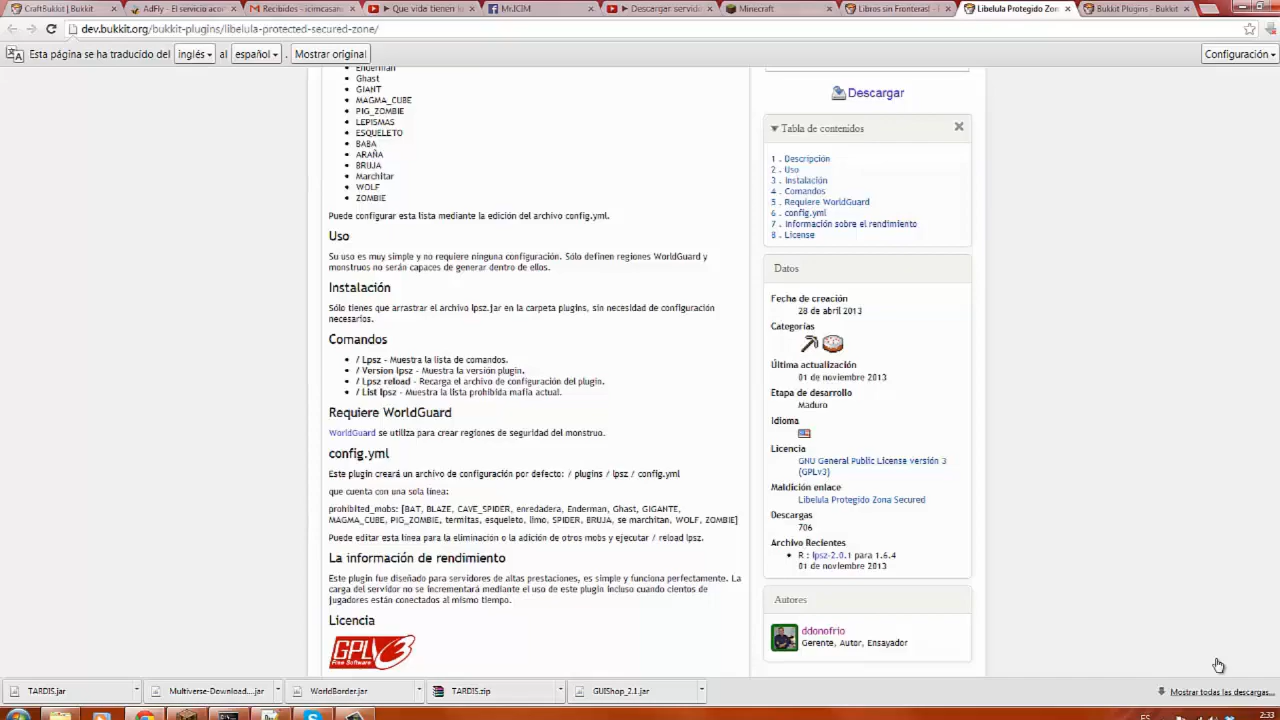 CraftBukkit | Bukkit
AdFly - El servicio acor
Recibidos - icimcasan
Que vida tienen l
Mr.ICIM
Descargar servid
Minecraft
Libros sin Fronteras! -
Libelula Protegido Zon
Bukkit Plugins - Bukkit
dev.bukkit.org/bukkit-plugins/libelula-protected-secured-zone/
Esta página se ha traducido del inglés al español . Mostrar original Configuración
Enderman
Ghast
GIANT
MAGMA_CUBE
PIG_ZOMBIE
LEPISMAS
ESQUELETO
BABA
ARAÑA
BRUJA
Marchitar
WOLF
ZOMBIE
Puede configurar esta lista mediante la edición del archivo config.yml.
Uso
Su uso es muy simple y no requiere ninguna configuración. Sólo definen regiones WorldGuard y
monstruos no serán capaces de generar dentro de ellos.
Instalación
Sólo tienes que arrastrar el archivo lpsz.jar en la carpeta plugins, sin necesidad de configuración
necesarios.
Comandos
/ Lpsz - Muestra la lista de comandos.
/ Version lpsz - Muestra la versión plugin.
/ Lpsz reload - Recarga el archivo de configuración del plugin.
/ List lpsz - Muestra la lista prohibida mafia actual.
Requiere WorldGuard
WorldGuard se utiliza para crear regiones de seguridad del monstruo.
config.yml
Este plugin creará un archivo de configuración por defecto: / plugins / lpsz / config.yml
que cuenta con una sola línea:
prohibited_mobs: [BAT, BLAZE, CAVE_SPIDER, enredadera, Enderman, Ghast, GIGANTE,
MAGMA_CUBE, PIG_ZOMBIE, termitas, esqueleto, limo, SPIDER, BRUJA, se marchitan, WOLF, ZOMBIE]
Puede editar esta línea para la eliminación o la adición de otros mobs y ejecutar / reload lpsz.
La información de rendimiento
Este plugin fue diseñado para servidores de altas prestaciones, es simple y funciona perfectamente. La
carga del servidor no se incrementará mediante el uso de este plugin incluso cuando cientos de
jugadores están conectados al mismo tiempo.
Licencia
GPL v3
Free Software
Descargar
Tabla de contenidos
1 . Descripción
2 . Uso
3 . Instalación
4 . Comandos
5 . Requiere WorldGuard
6 . config.yml
7 . Información sobre el rendimiento
8 . License
Datos
Fecha de creación
28 de abril 2013
Categorías
Última actualización
01 de noviembre 2013
Etapa de desarrollo
Maduro
Idioma
Licencia
GNU General Public License versión 3
(GPLv3)
Maldición enlace
Libelula Protegido Zona Secured
Descargas
706
Archivo Recientes
R : lpsz-2.0.1 para 1.6.4
01 de noviembre 2013
Autores
ddonofrio
Gerente, Autor, Ensayador
TARDIS.jar
Multiverse-Download....jar
WorldBorder.jar
TARDIS.zip
GUIShop_2.1.jar
Mostrar todas las descargas...
ES
2:33